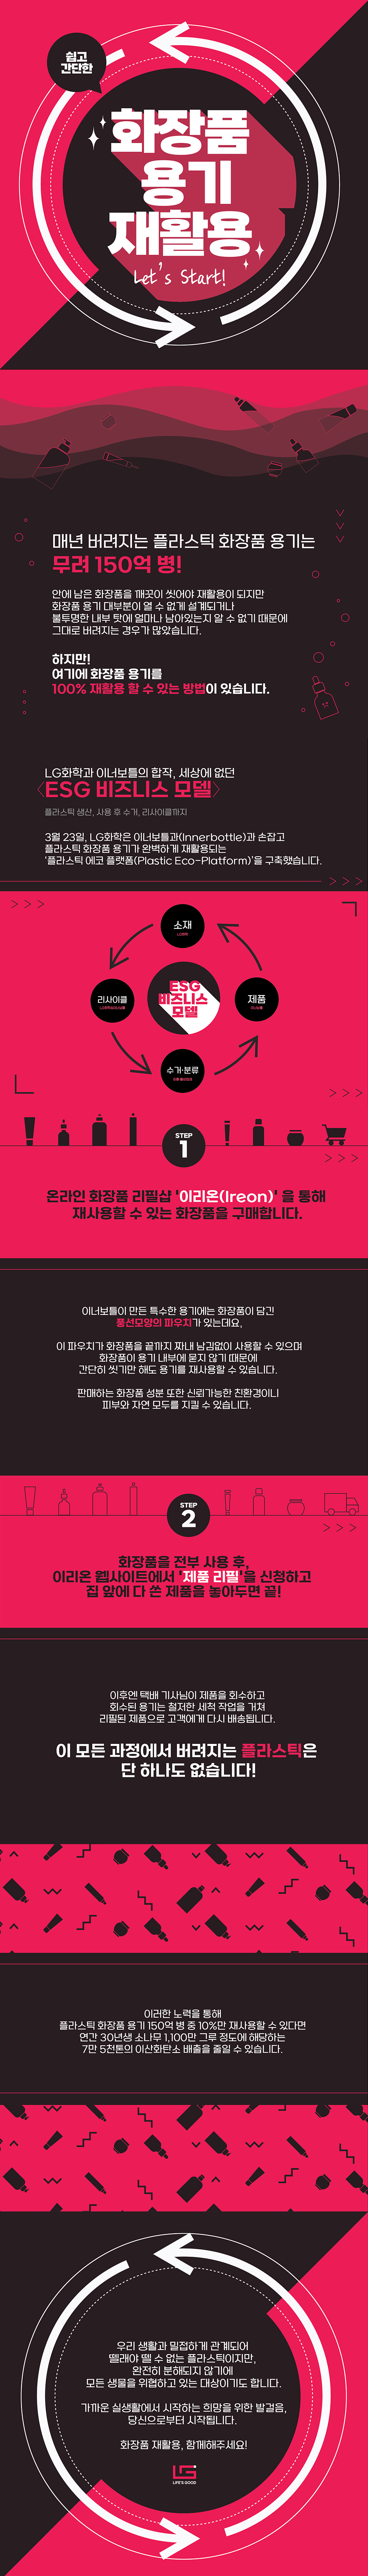 쉽고
간단한
화장품
용기
재활용
Let's Start!
매년 버려지는 플라스틱 화장품 용기는
무려 150억 병!
안에 남은 화장품을 깨끗이 씻어야 재활용이 되지만
화장품 용기 대부분이 열 수 없게 설계되거나
불투명한 내부 탓에 얼마나 남아있는지 알 수 없기 때문에
그대로 버려지는 경우가 많았습니다.
하지만!
여기에 화장품 용기를
100% 재활용 할 수 있는 방법이 있습니다.
LG화학과 이너보틀의 합작, 세상에 없던
〈ESG 비즈니스 모델〉
플라스틱 생산, 사용 후 수거, 리사이클까지
3월 23일, LG화학은 이너보틀과(Innerbottle)과 손잡고
플라스틱 화장품 용기가 완벽하게 재활용되는
'플라스틱 에코 플랫폼(Plastic Eco-Platform)'을 구축했습니다.
소재
LG화학
리사이클
ESG
비즈니스
모델
제품
수거·분류
STEP
1
온라인 화장품 리필샵 '이리온(Ireon)' 을 통해
재사용할 수 있는 화장품을 구매합니다.
이너보틀이 만든 특수한 용기에는 화장품이 담긴
풍선모양의 파우치가 있는데요,
이 파우치가 화장품을 끝까지 짜내 남김없이 사용할 수 있으며
화장품이 용기 내부에 묻지 않기 때문에
간단히 씻기만 해도 용기를 재사용할 수 있습니다.
판매하는 화장품 성분 또한 신뢰가능한 친환경이니
피부와 자연 모두를 지킬 수 있습니다.
STEP
2
화장품을 전부 사용 후,
이리온 웹사이트에서 '제품 리필'을 신청하고
집 앞에 다 쓴 제품을 놓아두면 끝!
이후엔 택배 기사님이 제품을 회수하고
회수된 용기는 철저한 세척 작업을 거쳐
리필된 제품으로 고객에게 다시 배송됩니다.
이 모든 과정에서 버려지는 플라스틱은
단 하나도 없습니다!
이러한 노력을 통해
플라스틱 화장품 용기 150억 병 중 10%만 재사용할 수 있다면
연간 30년생 소나무 1,100만 그루 정도에 해당하는
7만 5천톤의 이산화탄소 배출을 줄일 수 있습니다.
우리 생활과 밀접하게 관계되어
뗄래야 뗄 수 없는 플라스틱이지만,
완전히 분해되지 않기에
모든 생물을 위협하고 있는 대상이기도 합니다.
가까운 실생활에서 시작하는 희망을 위한 발걸음,
당신으로부터 시작됩니다.
화장품 재활용, 함께해주세요!
LG
LIFE'S GOOD